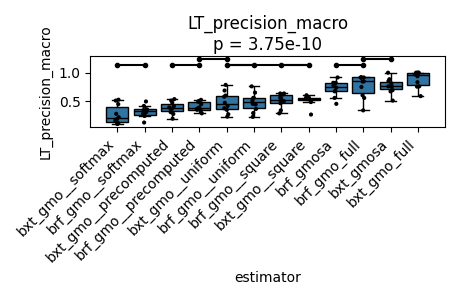 LT_precision_macro
p = 3.75e-10
LT_precision_macro
1.0
0.5
bxt_gmo__softmax
brf_gmo__softmax
bxt_gmo__precomputed
brf_gmo__precomputed
bxt_gmo__uniform
brf_gmo__uniform
brf_gmo__square
bxt_gmo__square
brf_gmosa
brf_gmo_full
bxt_gmosa
bxt_gmo_full
estimator